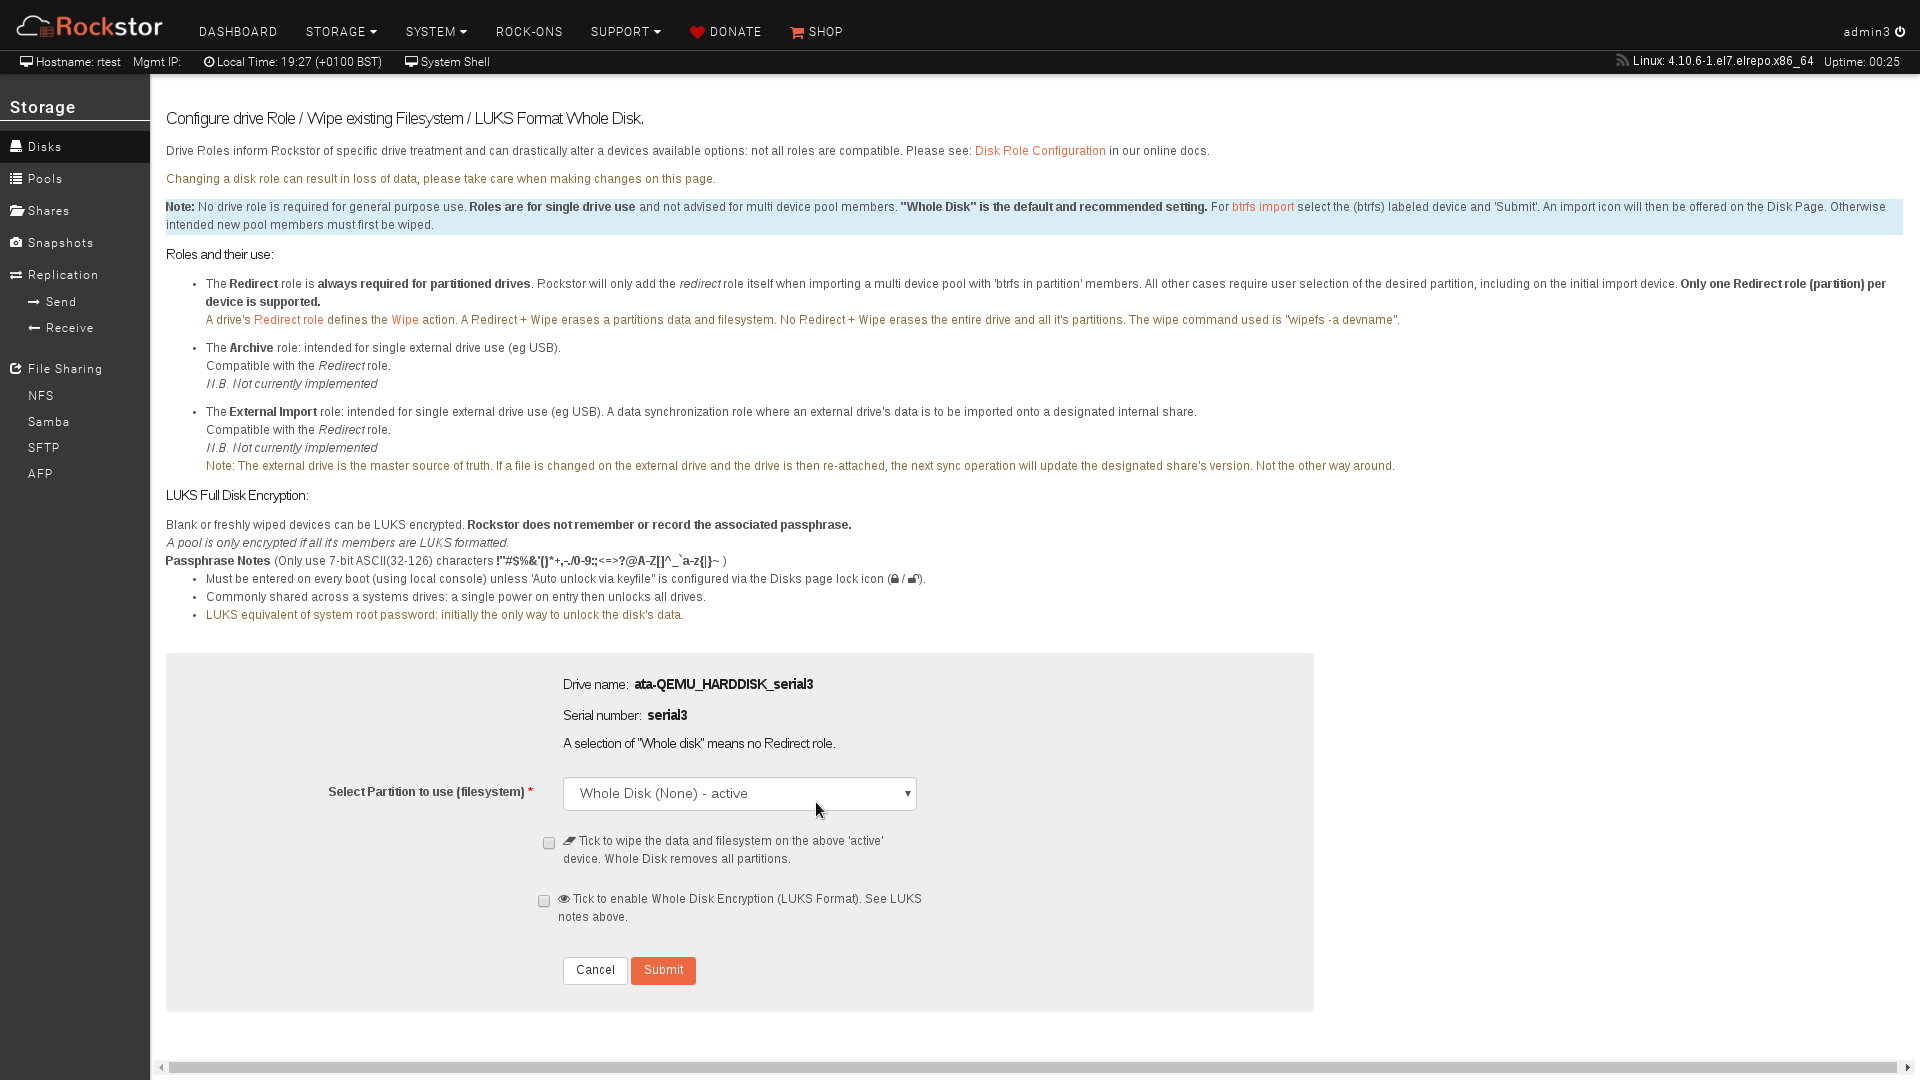 Rockstor DASHBOARD STORAGE SYSTEM ROCK-ONS SUPPORT DONATE SHOP admin3
Hostname: rtest Mgmt IP: Local Time: 19:27 (+0100 BST) System Shell Linux: 4.10.6-1.el7.elrepo.x86_64 Uptime: 00:25
Storage
Disks
Pools
Shares
Snapshots
Replication
Send
Receive
File Sharing
NFS
Samba
SFTP
AFP
Configure drive Role / Wipe existing Filesystem / LUKS Format Whole Disk.
Drive Roles inform Rockstor of specific drive treatment and can drastically alter a devices available options: not all roles are compatible. Please see: Disk Role Configuration in our online docs.
Changing a disk role can result in loss of data, please take care when making changes on this page.
Note: No drive role is required for general purpose use. Roles are for single drive use and not advised for multi device pool members. "Whole Disk" is the default and recommended setting. For btrfs import select the (btrfs) labeled device and 'Submit'. An import icon will then be offered on the Disk Page. Otherwise
intended new pool members must first be wiped.
Roles and their use:
• The Redirect role is always required for partitioned drives. Rockstor will only add the redirect role itself when importing a multi device pool with 'btrfs in partition' members. All other cases require user selection of the desired partition, including on the initial import device. Only one Redirect role (partition) per
device is supported.
A drive's Redirect role defines the Wipe action. A Redirect + Wipe erases a partitions data and filesystem. No Redirect + Wipe erases the entire drive and all it's partitions. The wipe command used is "wipefs -a devname".
• The Archive role: intended for single external drive use (eg USB).
Compatible with the Redirect role.
N.B. Not currently implemented
• The External Import role: intended for single external drive use (eg USB). A data synchronization role where an external drive's data is to be imported onto a designated internal share.
Compatible with the Redirect role.
N.B. Not currently implemented
Note: The external drive is the master source of truth. If a file is changed on the external drive and the drive is then re-attached, the next sync operation will update the designated share's version. Not the other way around.
LUKS Full Disk Encryption:
Blank or freshly wiped devices can be LUKS encrypted. Rockstor does not remember or record the associated passphrase.
A pool is only encrypted if all it's members are LUKS formatted.
Passphrase Notes (Only use 7-bit ASCII(32-126) characters !"#$%&'()*+,-./0-9:;<=>?@A-Z[]^_`a-z{|}~ )
• Must be entered on every boot (using local console) unless 'Auto unlock via keyfile" is configured via the Disks page lock icon ( / ).
• Commonly shared across a systems drives: a single power on entry then unlocks all drives.
• LUKS equivalent of system root password: initially the only way to unlock the disk's data.
Drive name: ata-QEMU_HARDDISK_serial3
Serial number: serial3
A selection of "Whole disk" means no Redirect role.
Select Partition to use (filesystem) * Whole Disk (None) - active
Tick to wipe the data and filesystem on the above 'active'
device. Whole Disk removes all partitions.
Tick to enable Whole Disk Encryption (LUKS Format). See LUKS
notes above.
Cancel Submit